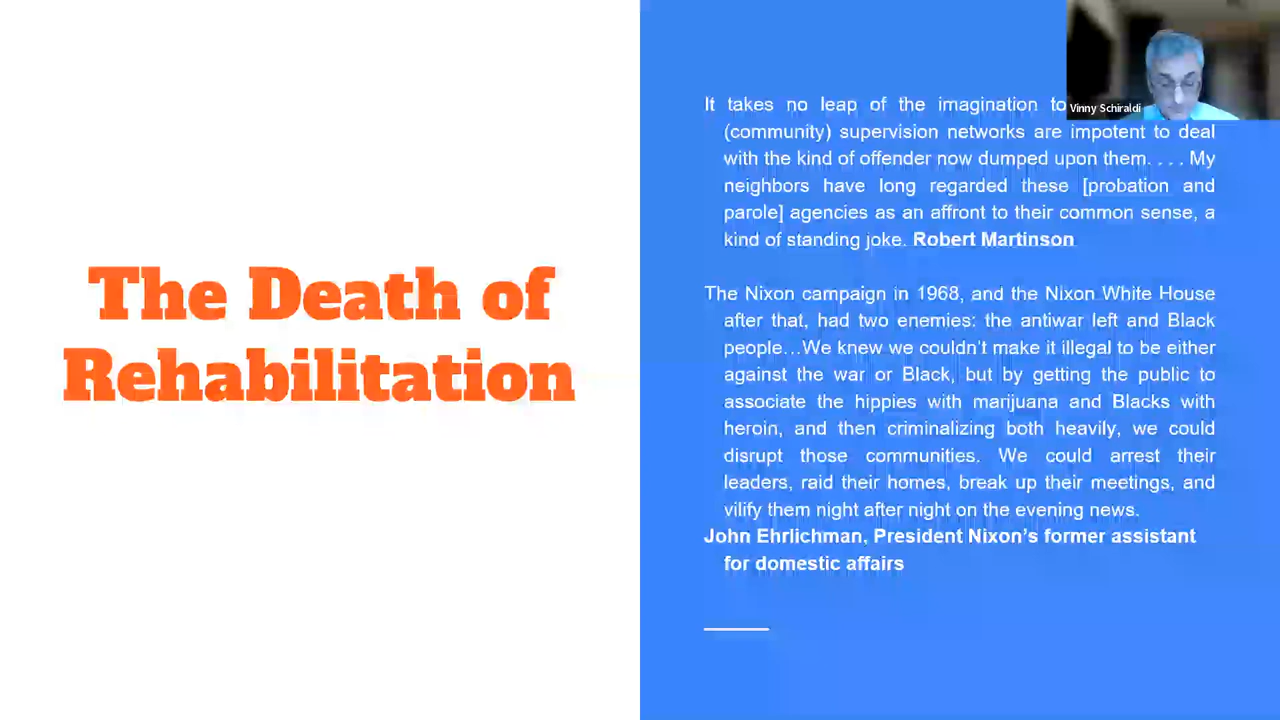 The Death of
Rehabilitation
It takes no leap of the imagination to
(community) supervision networks are impotent to deal
with the kind of offender now dumped upon them. . . . My
neighbors have long regarded these [probation and
parole] agencies as an affront to their common sense, a
kind of standing joke. Robert Martinson
The Nixon campaign in 1968, and the Nixon White House
after that, had two enemies: the antiwar left and Black
people…We knew we couldn’t make it illegal to be either
against the war or Black, but by getting the public to
associate the hippies with marijuana and Blacks with
heroin, and then criminalizing both heavily, we could
disrupt those communities. We could arrest their
leaders, raid their homes, break up their meetings, and
vilify them night after night on the evening news.
John Ehrlichman, President Nixon’s former assistant
for domestic affairs
Vinny Schiraldi